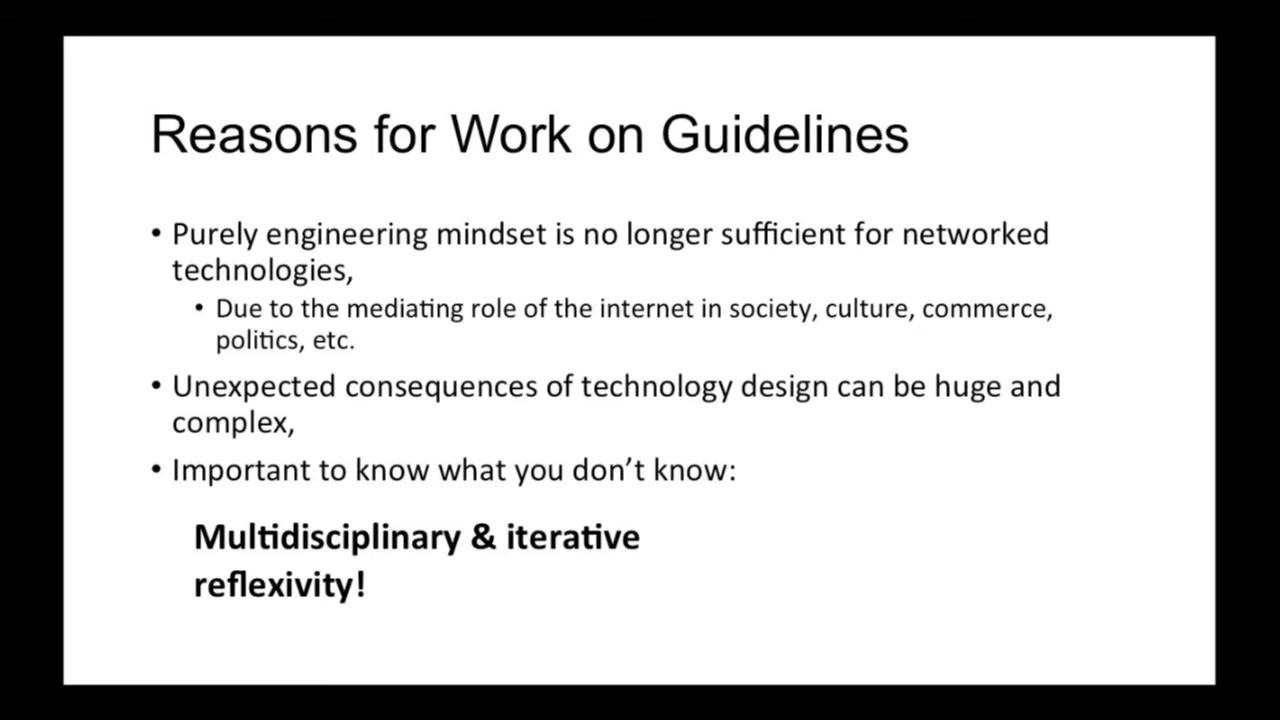 Reasons for Work on Guidelines
• Purely engineering mindset is no longer sufficient for networked
technologies,
• Due to the mediating role of the internet in society, culture, commerce,
politics, etc.
• Unexpected consequences of technology design can be huge and
complex,
• Important to know what you don’t know:
Multidisciplinary & iterative
reflexivity!